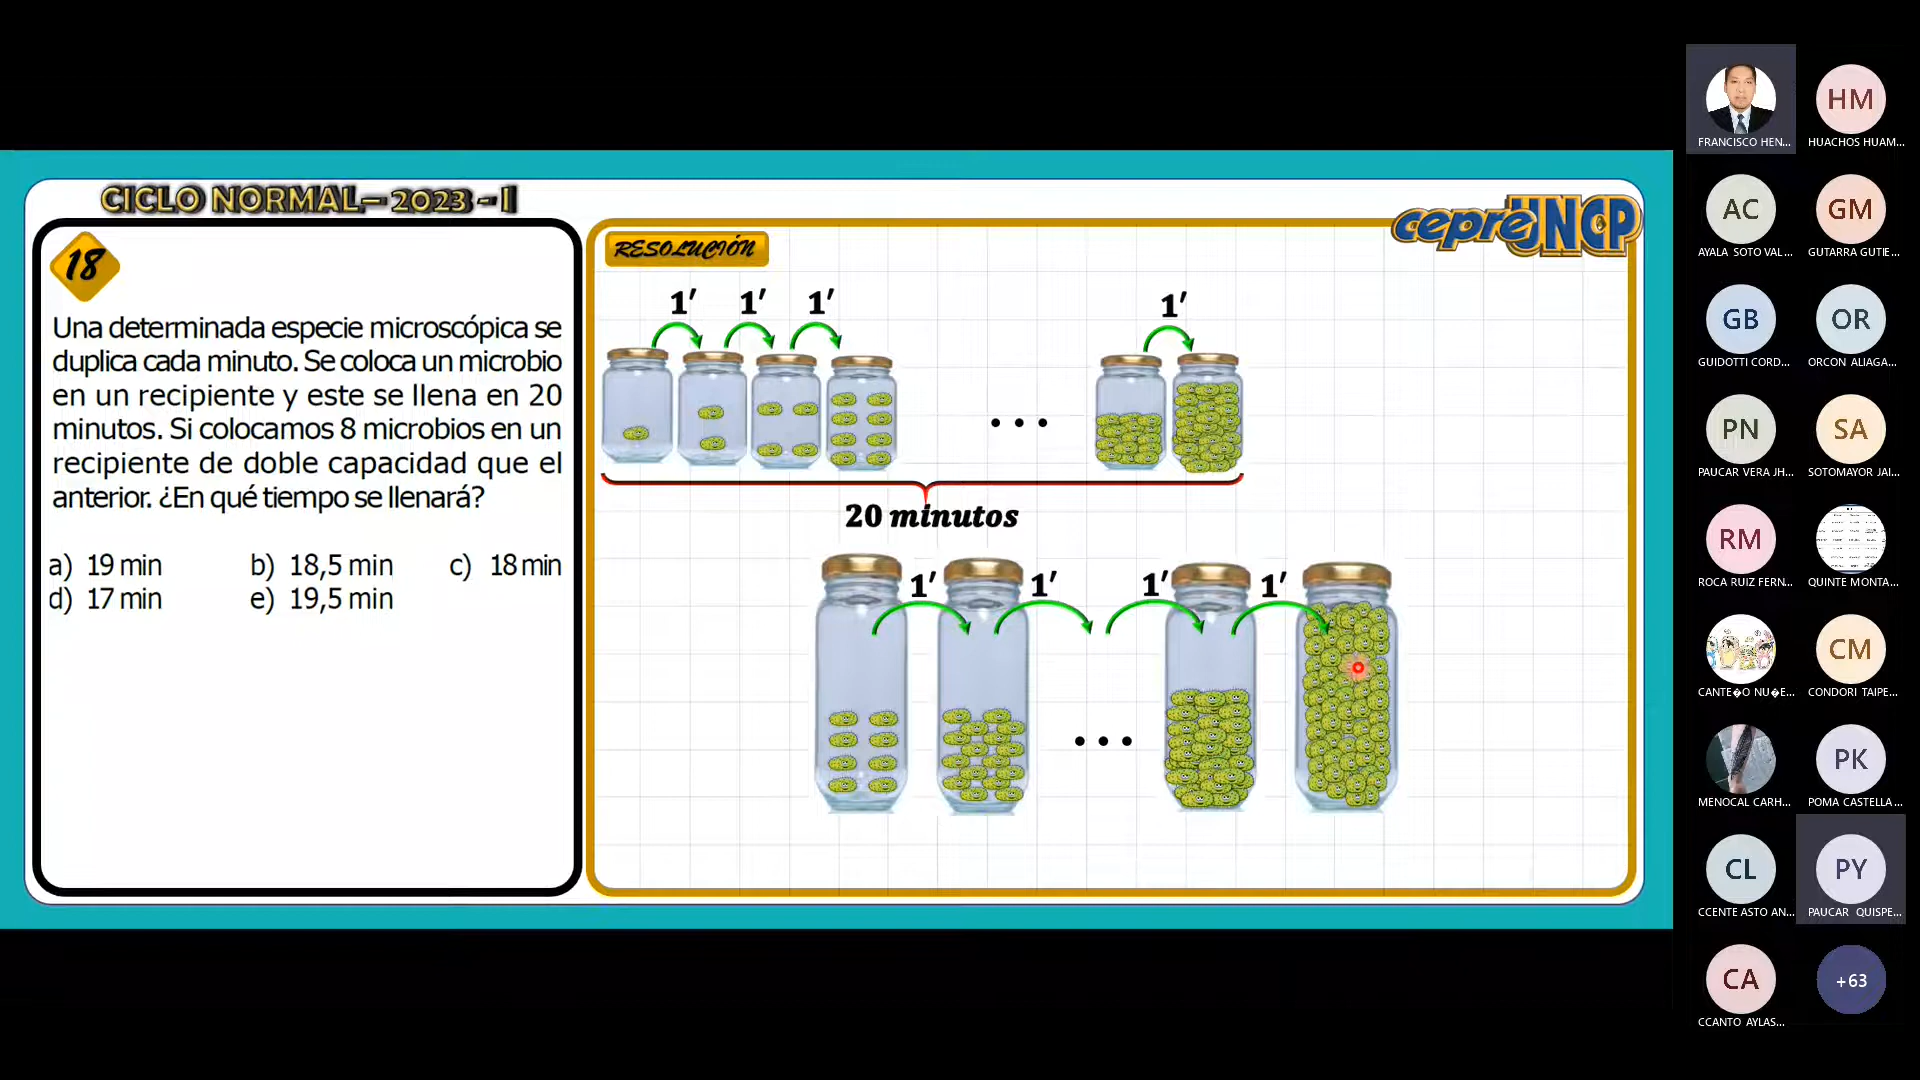 CICLO NORMAL– 2023 - I
cepreUNCP
18
Una determinada especie microscópica se
duplica cada minuto. Se coloca un microbio
en un recipiente y este se llena en 20
minutos. Si colocamos 8 microbios en un
recipiente de doble capacidad que el
anterior. ¿En qué tiempo se llenará?
a) 19 min b) 18,5 min c) 18 min
d) 17 min e) 19,5 min
RESOLUCIÓN
1′ 1′ 1′ 1′
...
20 minutos
1′ 1′ 1′ 1′
...
FRANCISCO HEN...
HM
HUACHOS HUAM...
AC
AYALA SOTO VAL...
GM
GUTARRA GUTIE...
GB
GUIDOTTI CORD...
OR
ORCON ALIAGA...
PN
PAUCAR VERA JH...
SA
SOTOMAYOR JAI...
RM
ROCA RUIZ FERN...
QUINTE MONTA...
CANTE�O NU�E...
CM
CONDORI TAIPE...
MENOCAL CARH...
PK
POMA CASTELLA...
CL
CCENTE ASTO AN...
PY
PAUCAR QUISPE...
CA
CCANTO AYLAS...
+63